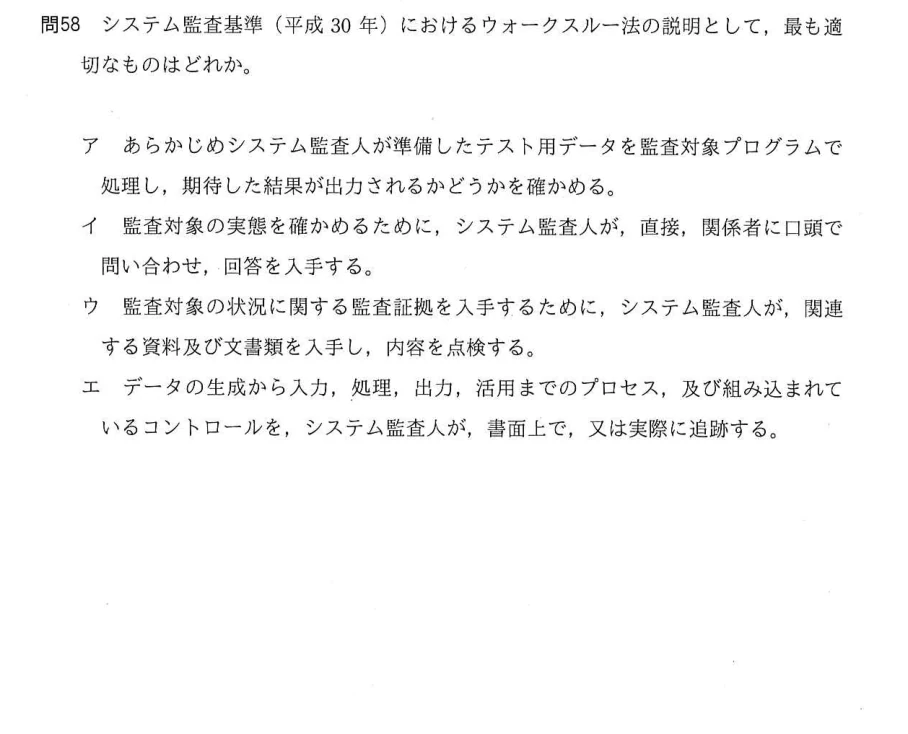 問58 システム監査基準（平成 30 年）におけるウォークスルー法の説明として，最も適
切なものはどれか。
ア あらかじめシステム監査人が準備したテスト用データを監査対象プログラムで
処理し，期待した結果が出力されるかどうかを確かめる。
イ 監査対象の実態を確かめるために，システム監査人が，直接，関係者に口頭で
問い合わせ，回答を入手する。
ウ 監査対象の状況に関する監査証拠を入手するために，システム監査人が，関連
する資料及び文書類を入手し，内容を点検する。
エ データの生成から入力，処理，出力，活用までのプロセス，及び組み込まれて
いるコントロールを，システム監査人が，書面上で，又は実際に追跡する。